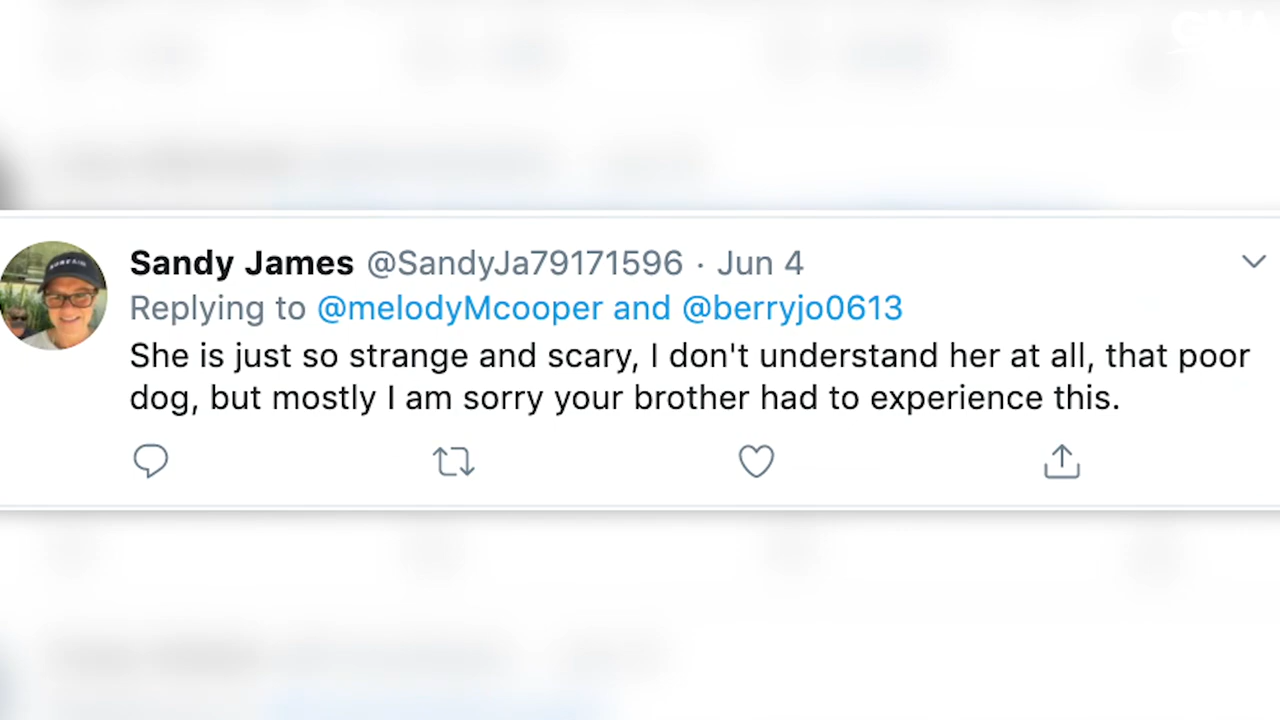 GMA
Sandy James @SandyJa79171596 · Jun 4
Replying to @melodyMcooper and @berryjo0613
She is just so strange and scary, I don't understand her at all, that poor
dog, but mostly I am sorry your brother had to experience this.